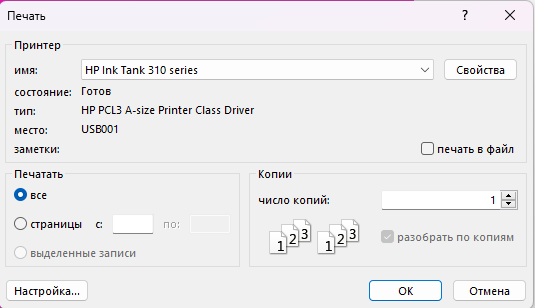 Печать
?
Принтер
имя:
HP Ink Tank 310 series
Свойства
состояние:
Готов
тип:
HP PCL3 A-size Printer Class Driver
место:
USB001
заметки:
печать в файл
Печатать
все
страницы с: по:
выделенные записи
Копии
число копий:
1
1 2 3 1 2 3
разобрать по копиям
Настройка...
ОК
Отмена